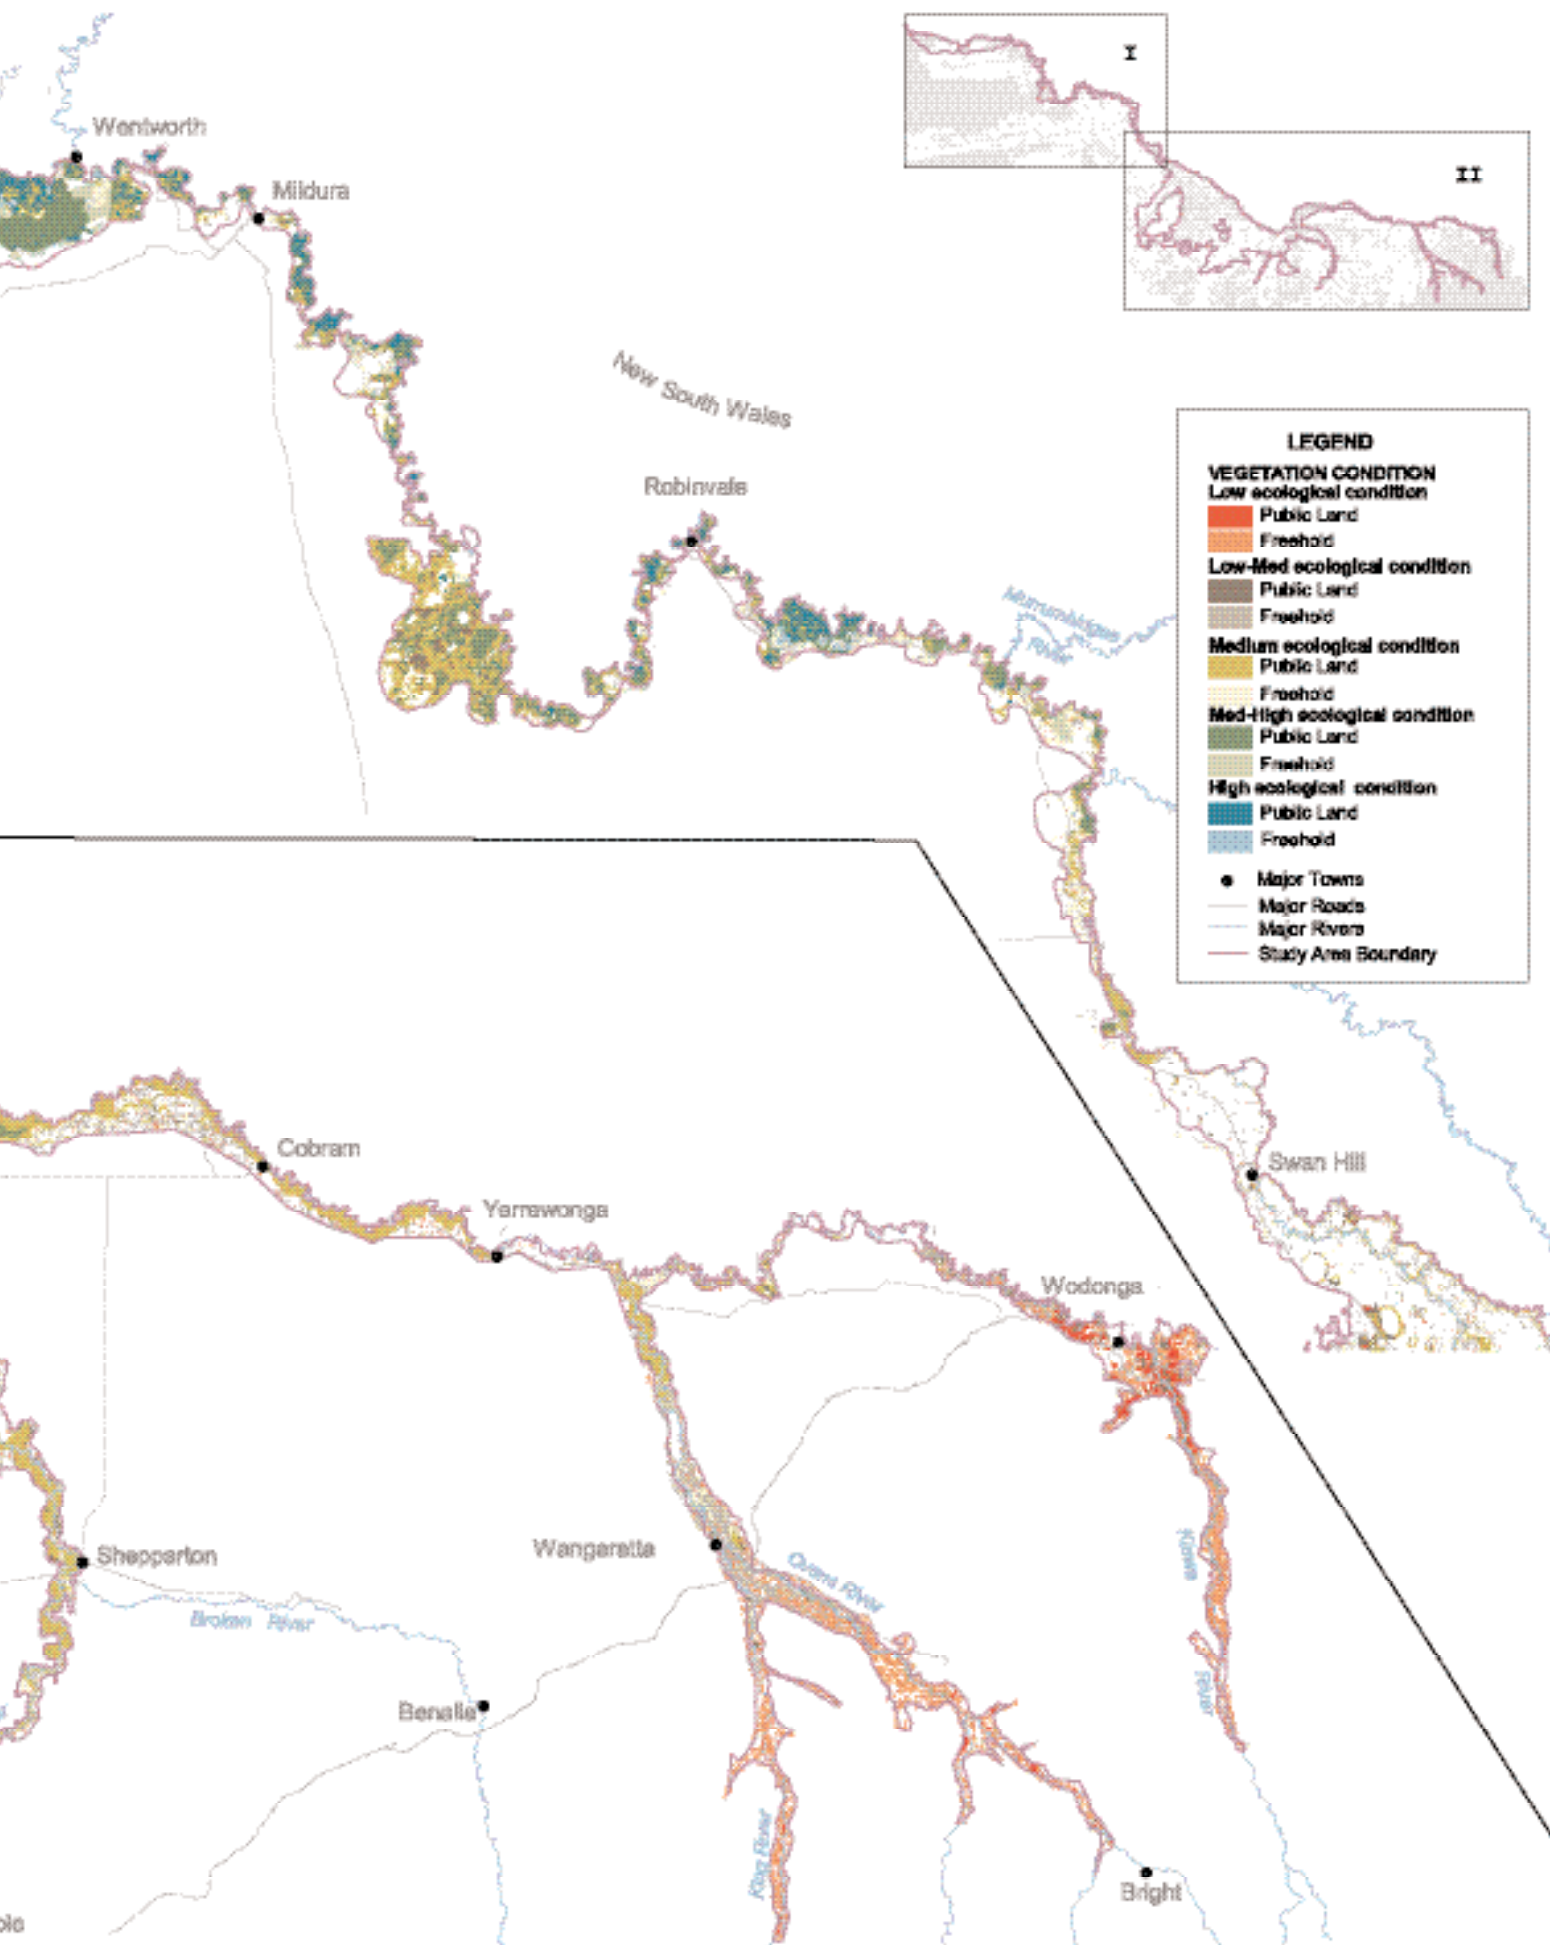 I
II
Wentworth
Mildura
New South Wales
Robinvale
Murrumbidgee
River
LEGEND
VEGETATION CONDITION
Low ecological condition
Public Land
Freehold
Low-Med ecological condition
Public Land
Freehold
Medium ecological condition
Public Land
Freehold
Med-High ecological condition
Public Land
Freehold
High ecological condition
Public Land
Freehold
Major Towns
Major Roads
Major Rivers
Study Area Boundary
Cobram
Swan Hill
Yarrawonga
Wodonga
Shepparton
Wangaratta
Ovens River
Kiewa
River
Broken River
Benalla
King River
Bright